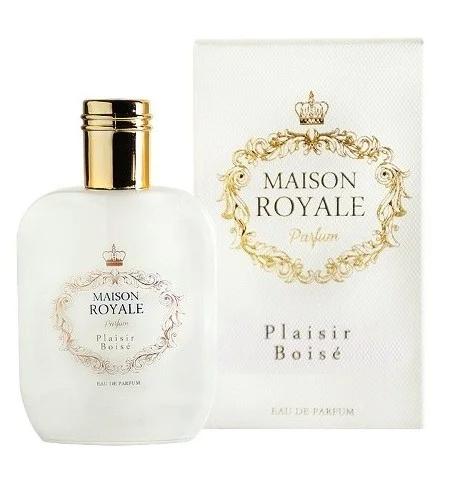 MAISON
ROYALE
Parfum
Plaisir
Boisé
EAU DE PARFUM
MAISON
ROYALE
Parfum
Plaisir
Boisé
EAU DE PARFUM